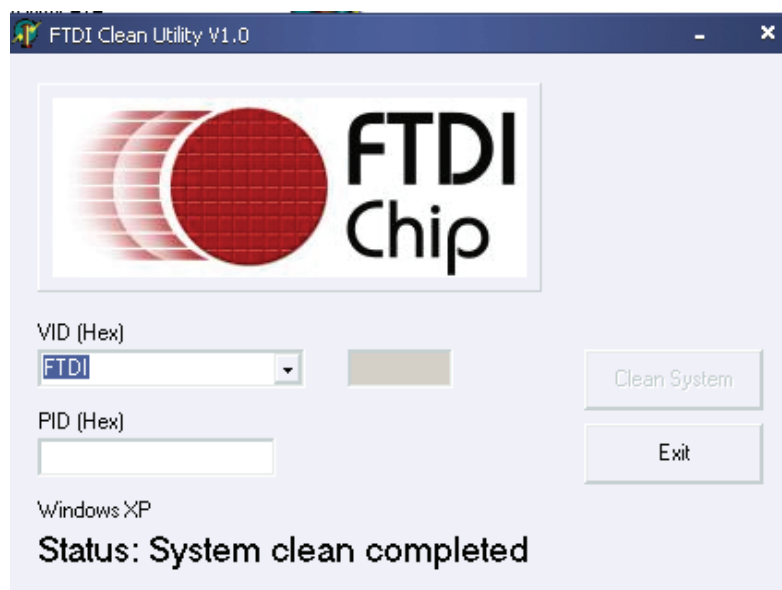 FTDI Clean Utility V1.0
FTDI
Chip
VID (Hex)
FTDI
Clean System
PID (Hex)
Exit
Windows XP
Status: System clean completed